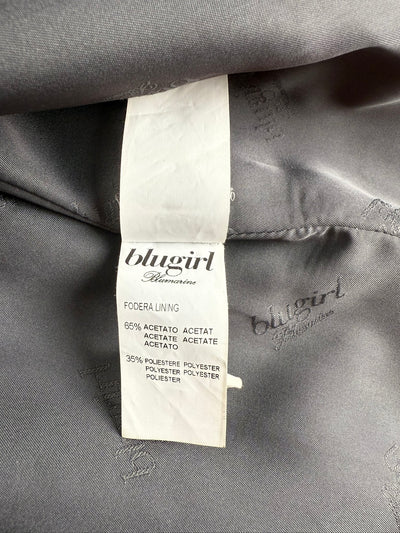 blugirl
Blumarine
FODERA LINING
65% ACETATO ACETAT
ACETATE ACETATE
ACETATO
35% POLIESTERE POLYESTER
POLYESTER POLYESTER
POLIESTER
blugirl
Blumarine